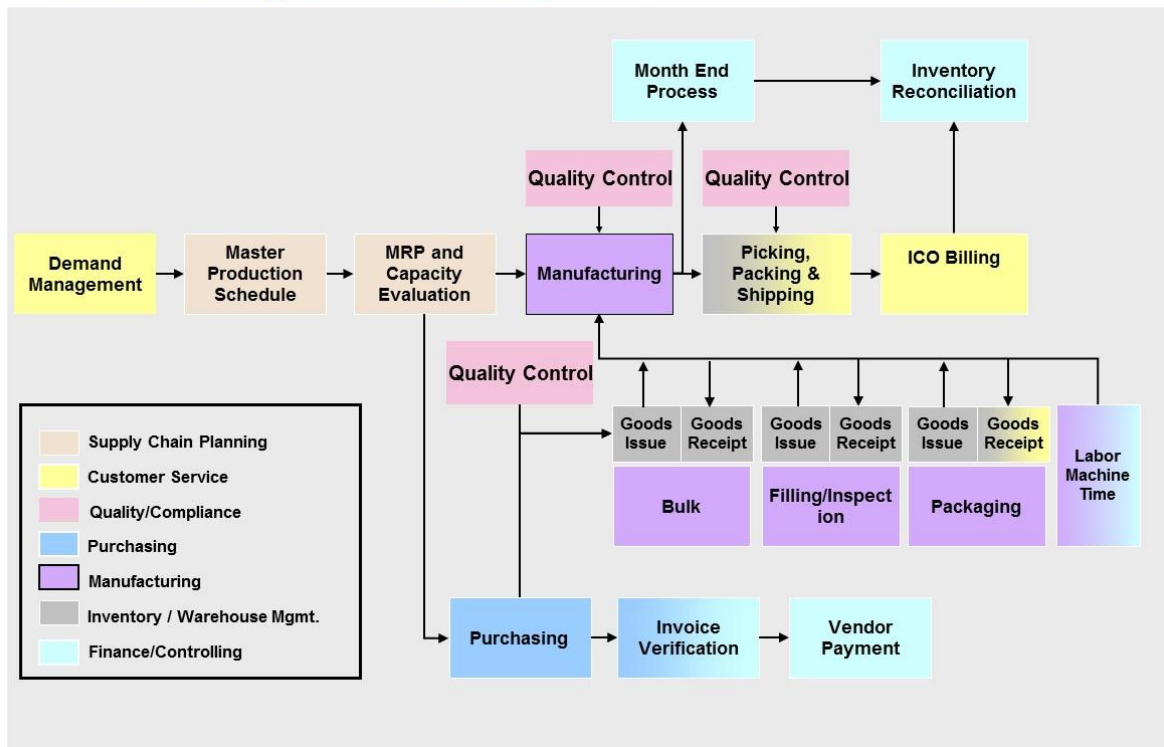 Month End
Process
Inventory
Reconciliation
Quality Control
Quality Control
Demand
Management
Master
Production
Schedule
MRP and
Capacity
Evaluation
Manufacturing
Picking,
Packing &
Shipping
ICO Billing
Quality Control
Goods
Issue
Goods
Receipt
Goods
Issue
Goods
Receipt
Goods
Issue
Goods
Receipt
Labor
Machine
Time
Bulk
Filling/Inspect
ion
Packaging
Supply Chain Planning
Customer Service
Quality/Compliance
Purchasing
Manufacturing
Inventory / Warehouse Mgmt.
Finance/Controlling
Purchasing
Invoice
Verification
Vendor
Payment